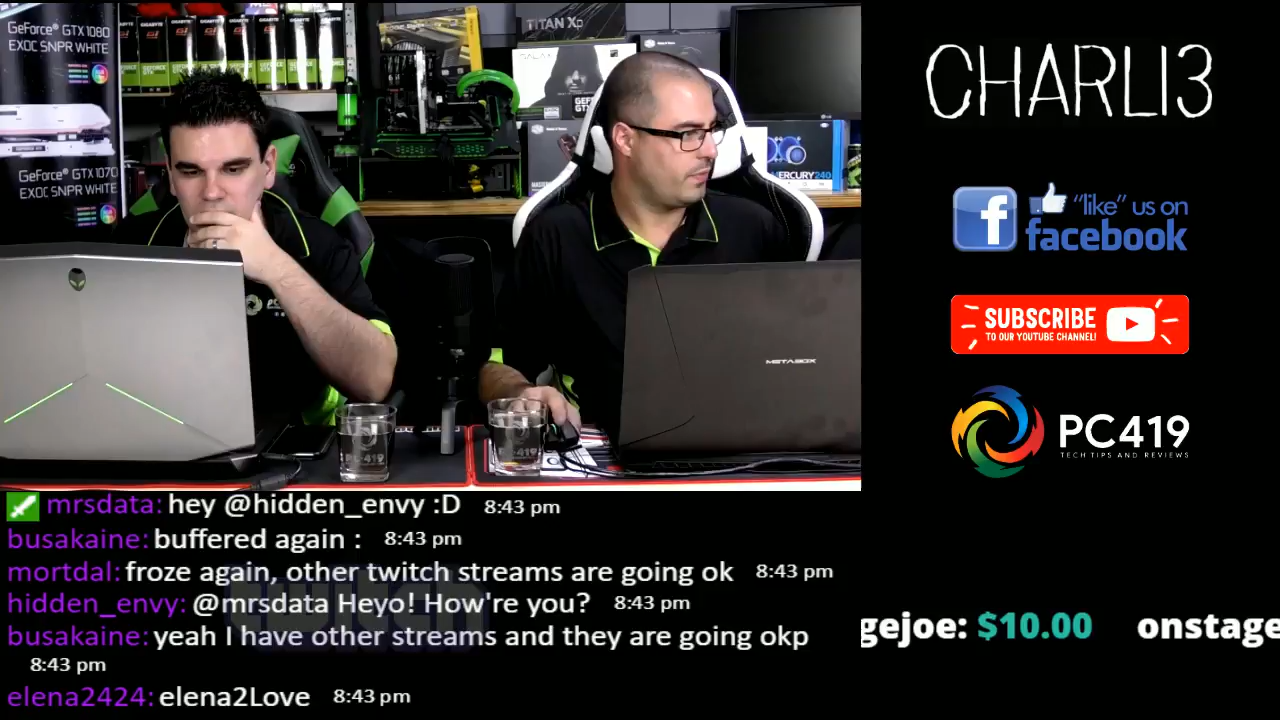 GeForce® GTX 1080
EXOC SNPR WHITE
GeForce® GTX 1070
EXOC SNPR WHITE
TITAN Xp
MERCURY 240
METABOX
PC419
PC419
CHARLI3
f
"like" us on
facebook
SUBSCRIBE
TO OUR YOUTUBE CHANNEL!
PC419
TECH TIPS AND REVIEWS
mrsdata: hey @hidden_envy :D 8:43 pm
busakaine: buffered again : 8:43 pm
mortdal: froze again, other twitch streams are going ok 8:43 pm
hidden_envy: @mrsdata Heyo! How're you? 8:43 pm
busakaine: yeah I have other streams and they are going okp
8:43 pm
elena2424: elena2Love 8:43 pm
twitch
gejoe: $10.00 onstage